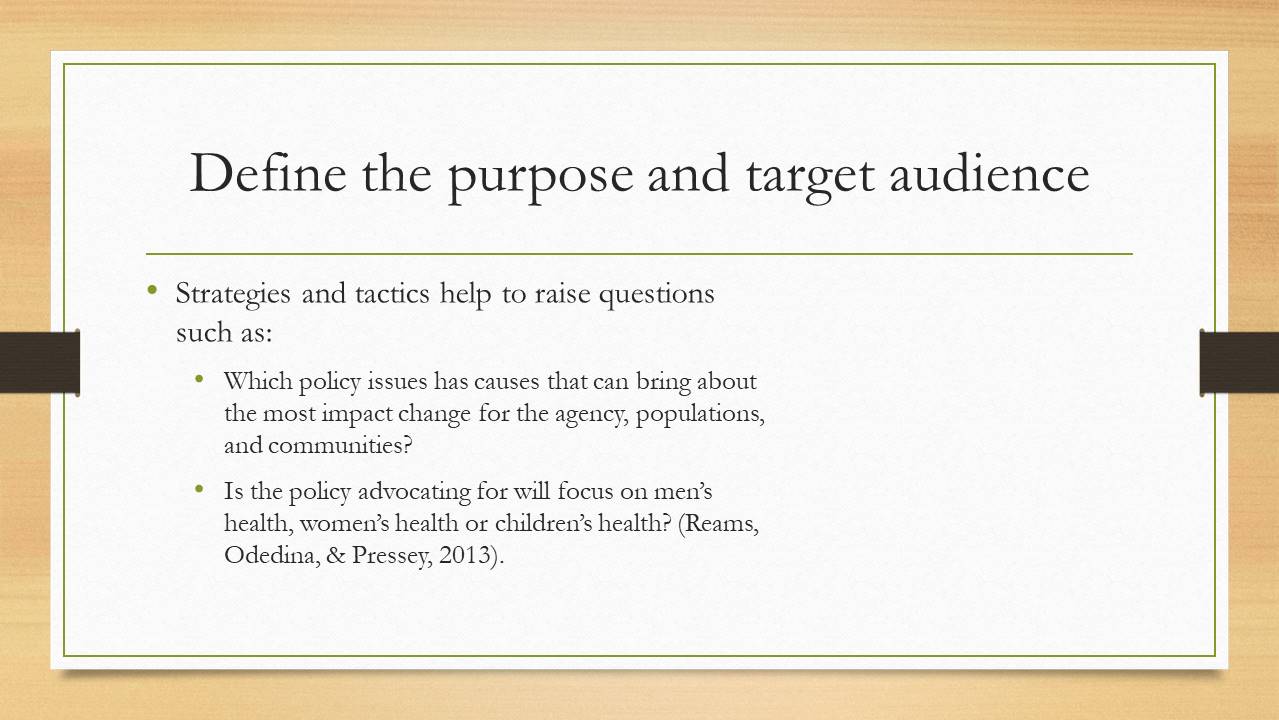 Define the purpose and target audience
• Strategies and tactics help to raise questions
such as:
• Which policy issues has causes that can bring about
the most impact change for the agency, populations,
and communities?
• Is the policy advocating for will focus on men’s
health, women’s health or children’s health? (Reams,
Odedina, & Pressey, 2013).